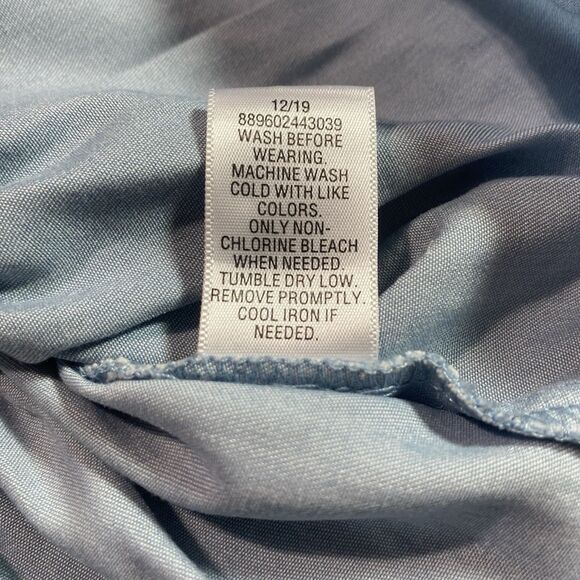 12/19
889602443039
WASH BEFORE
WEARING.
MACHINE WASH
COLD WITH LIKE
COLORS.
ONLY NON-
CHLORINE BLEACH
WHEN NEEDED.
TUMBLE DRY LOW.
REMOVE PROMPTLY.
COOL IRON IF
NEEDED.